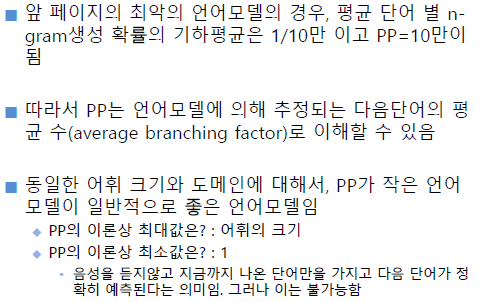 앞 페이지의 최악의 언어모델의 경우, 평균 단어 별 n-
gram생성 확률의 기하평균은 1/10만 이고 PP=10만이
됨
따라서 PP는 언어모델에 의해 추정되는 다음단어의 평
균 수(average branching factor)로 이해할 수 있음
동일한 어휘 크기와 도메인에 대해서, PP가 작은 언어
모델이 일반적으로 좋은 언어모델임
PP의 이론상 최대값은? : 어휘의 크기
PP의 이론상 최소값은? : 1
음성을 듣지않고 지금까지 나온 단어만을 가지고 다음 단어가 정
확히 예측된다는 의미임. 그러나 이는 불가능함